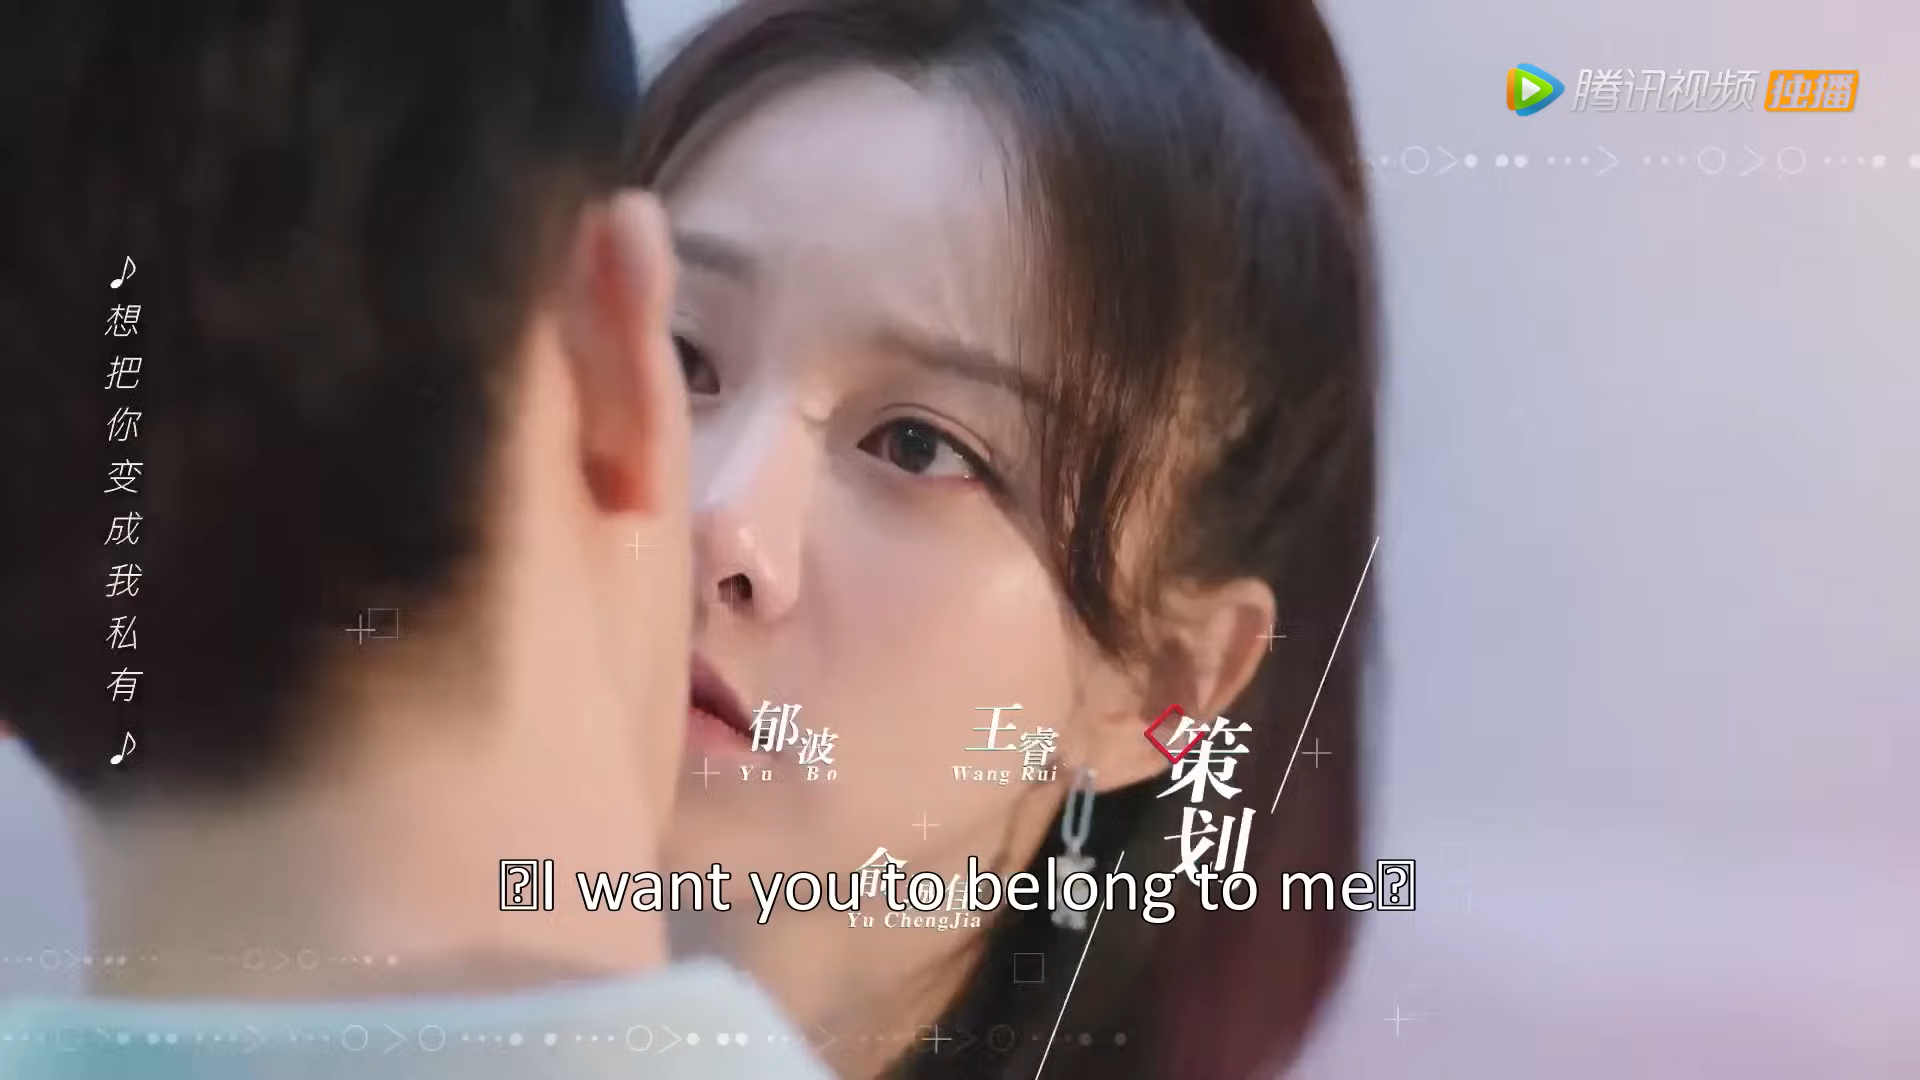 腾讯视频 独播
♪想把你变成我私有♪
郁波
Yu Bo
王睿
Wang Rui
策划
Yu ChengJia
I want you to belong to me